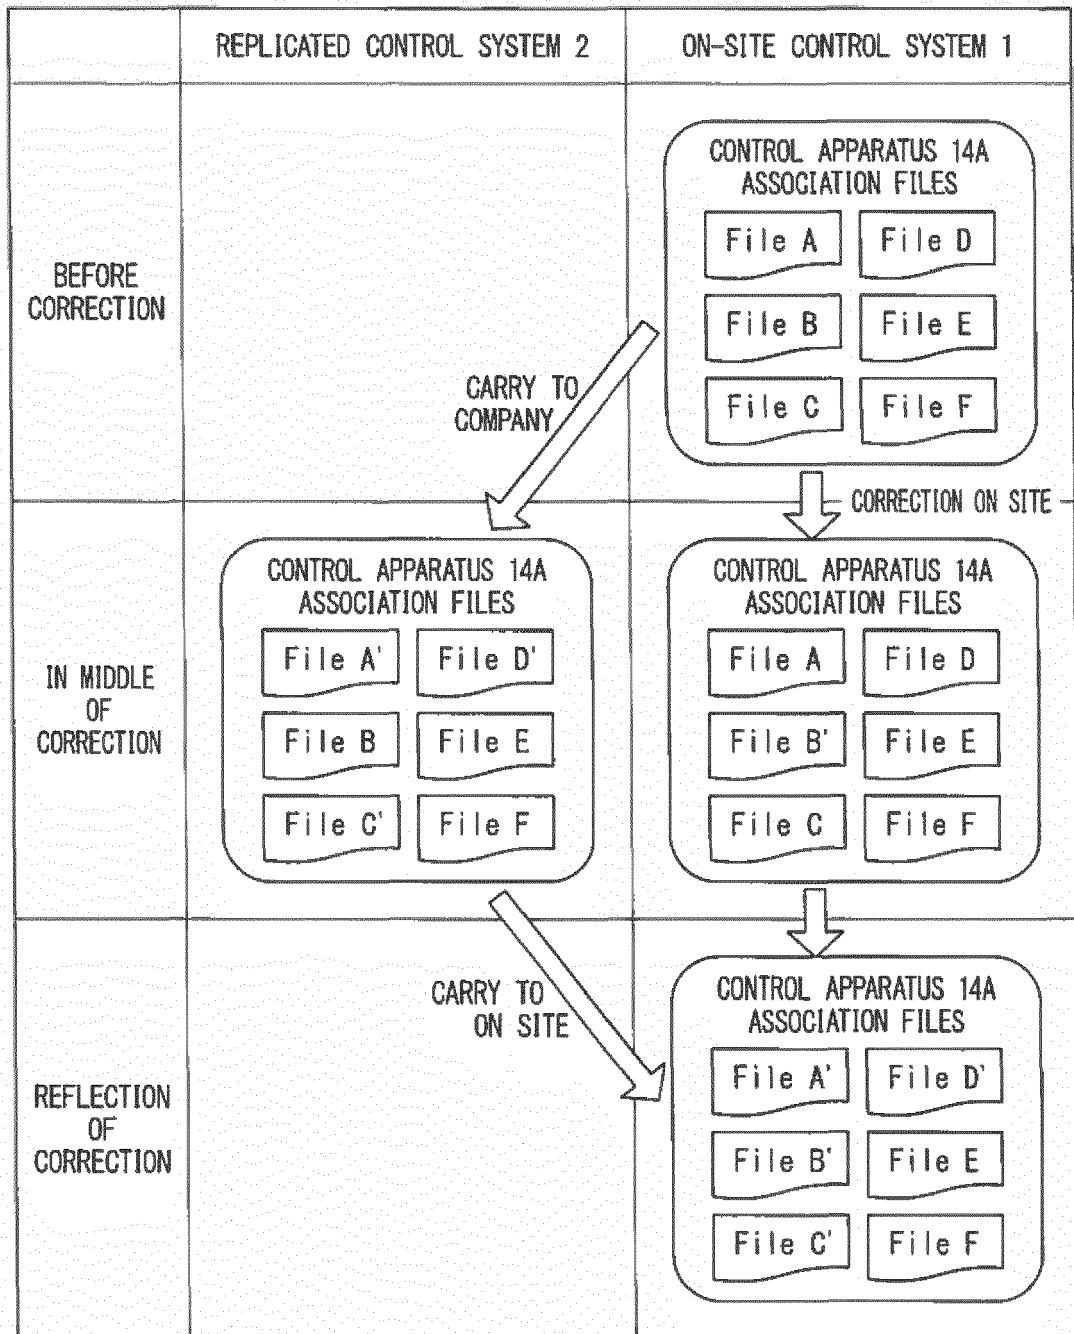 REPLICATED CONTROL SYSTEM 2
ON-SITE CONTROL SYSTEM 1
BEFORE
CORRECTION
CONTROL APPARATUS 14A
ASSOCIATION FILES
File A
File D
File B
File E
File C
File F
CARRY TO
COMPANY
CORRECTION ON SITE
IN MIDDLE
OF
CORRECTION
CONTROL APPARATUS 14A
ASSOCIATION FILES
File A'
File D'
File B
File E
File C'
File F
CONTROL APPARATUS 14A
ASSOCIATION FILES
File A
File D
File B'
File E
File C
File F
CARRY TO
ON SITE
REFLECTION
OF
CORRECTION
CONTROL APPARATUS 14A
ASSOCIATION FILES
File A'
File D'
File B'
File E
File C'
File F